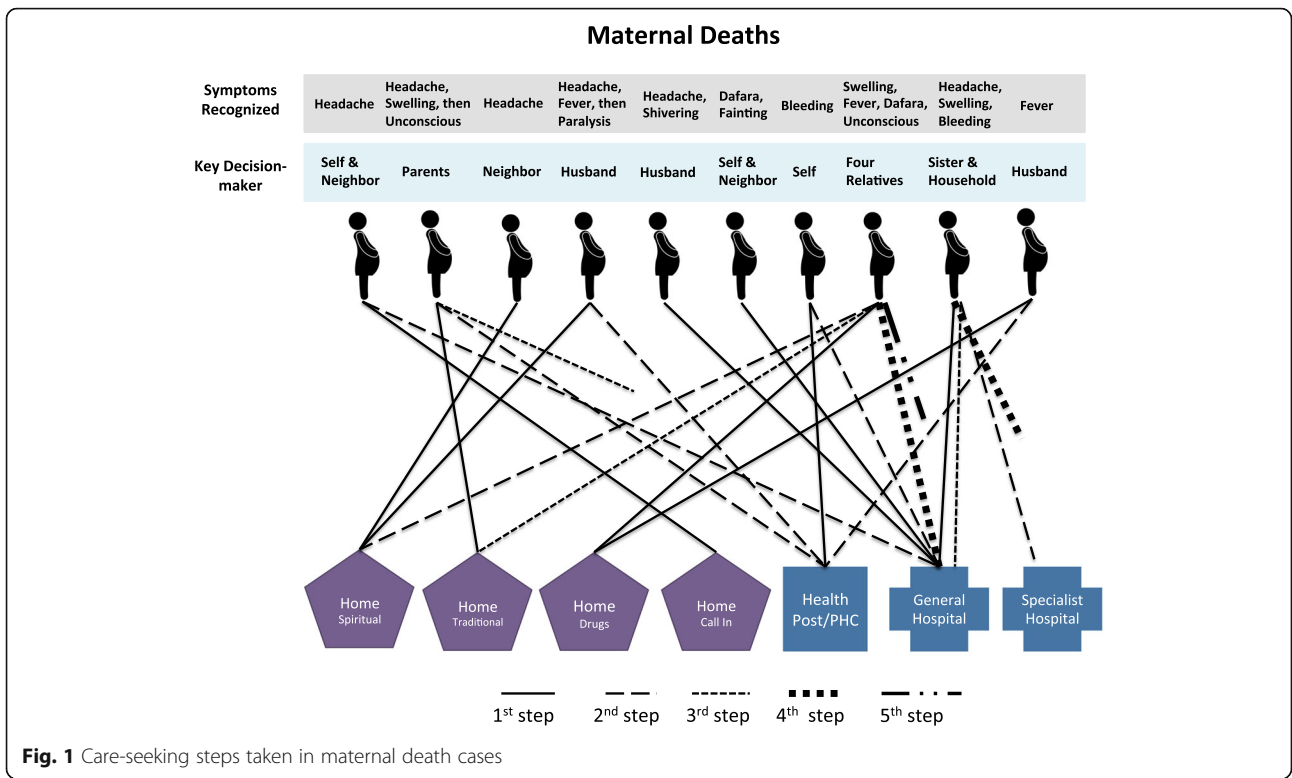 Maternal Deaths
Symptoms
Recognized
Headache
Headache,
Swelling, then
Unconscious
Headache
Headache,
Fever, then
Paralysis
Headache,
Shivering
Dafara,
Fainting
Bleeding
Swelling,
Fever, Dafara,
Unconscious
Headache,
Swelling,
Bleeding
Fever
Key Decision-
maker
Self &
Neighbor
Parents
Neighbor
Husband
Husband
Self &
Neighbor
Self
Four
Relatives
Sister &
Household
Husband
Home
Spiritual
Home
Traditional
Home
Drugs
Home
Call In
Health
Post/PHC
General
Hospital
Specialist
Hospital
1st step
2nd step
3rd step
4th step
5th step
Fig. 1 Care-seeking steps taken in maternal death cases